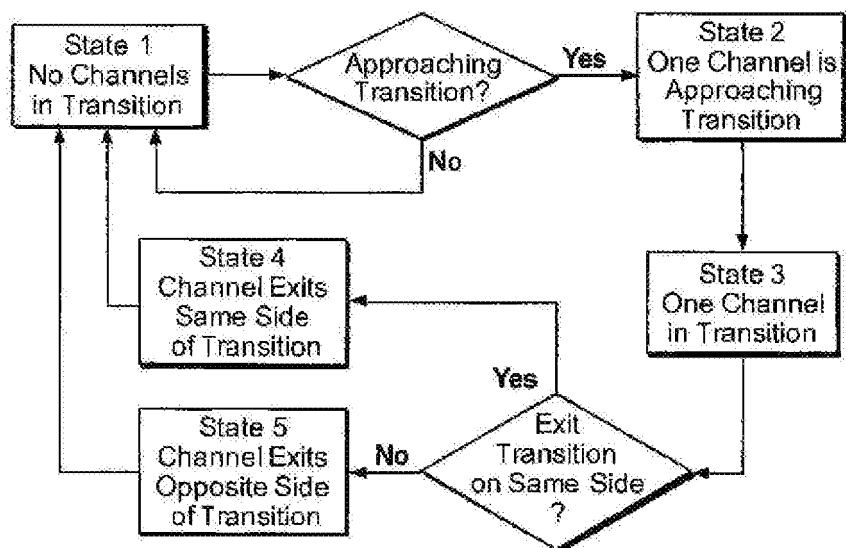 State 1
No Channels
in Transition
Approaching
Transition?
Yes
No
State 2
One Channel is
Approaching
Transition
State 3
One Channel
in Transition
State 4
Channel Exits
Same Side
of Transition
Yes
Exit
Transition
on Same Side
?
No
State 5
Channel Exits
Opposite Side
of Transition